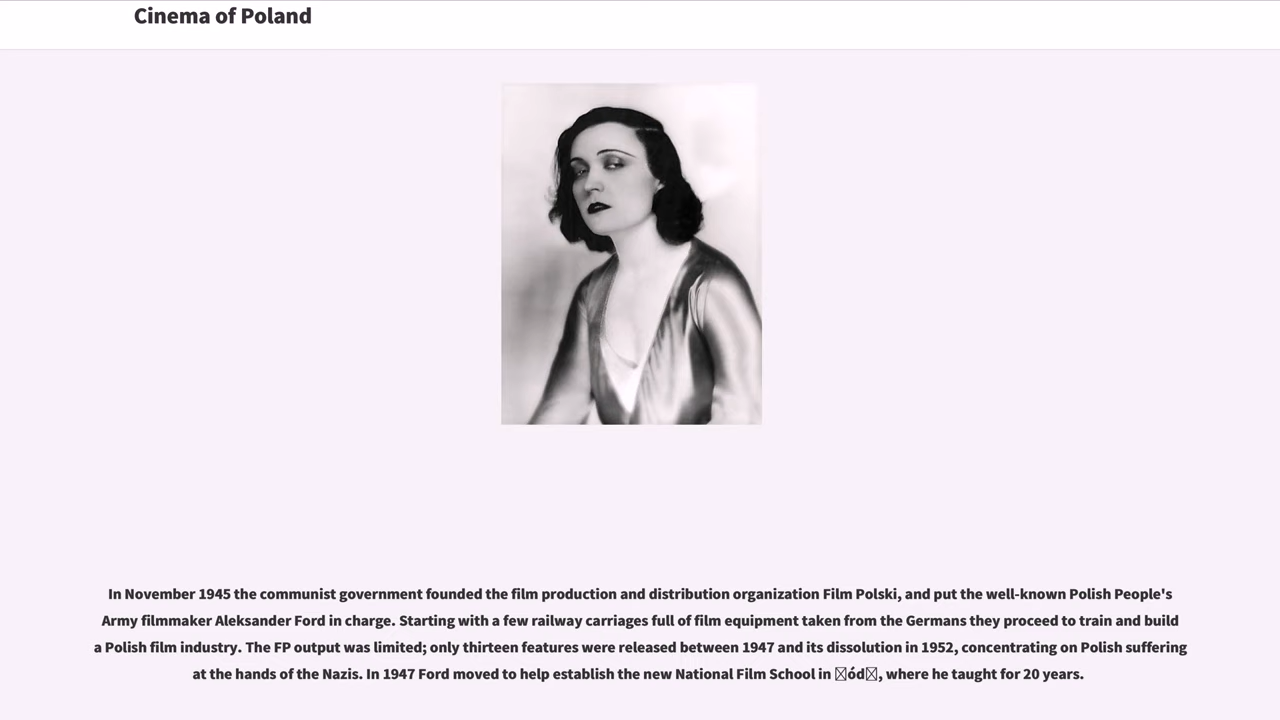 Cinema of Poland
In November 1945 the communist government founded the film production and distribution organization Film Polski, and put the well-known Polish People's
Army filmmaker Aleksander Ford in charge. Starting with a few railway carriages full of film equipment taken from the Germans they proceed to train and build
a Polish film industry. The FP output was limited; only thirteen features were released between 1947 and its dissolution in 1952, concentrating on Polish suffering
at the hands of the Nazis. In 1947 Ford moved to help establish the new National Film School in □ód□, where he taught for 20 years.